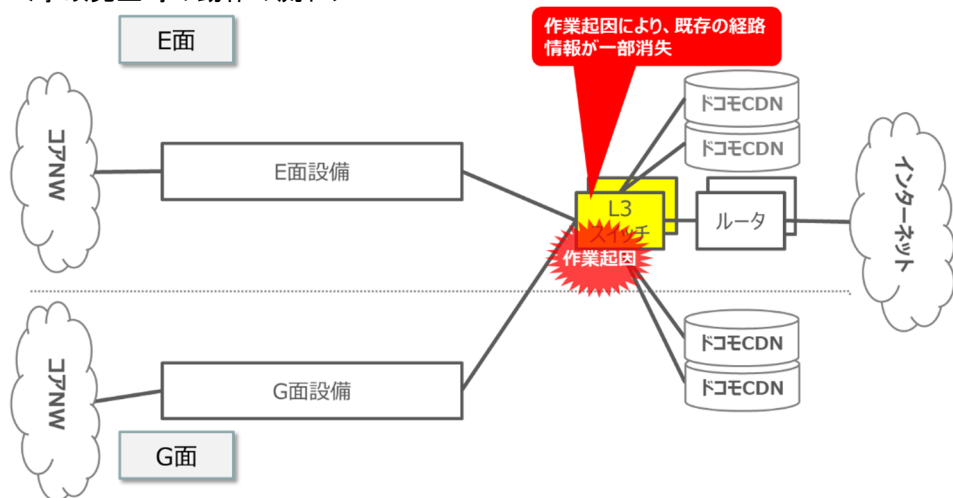 E面
作業起因により、既存の経路
情報が一部消失
ドコモCDN
ドコモCDN
コアNW
E面設備
L3
スイッチ
ルータ
インターネット
作業起因
コアNW
G面設備
ドコモCDN
ドコモCDN
G面